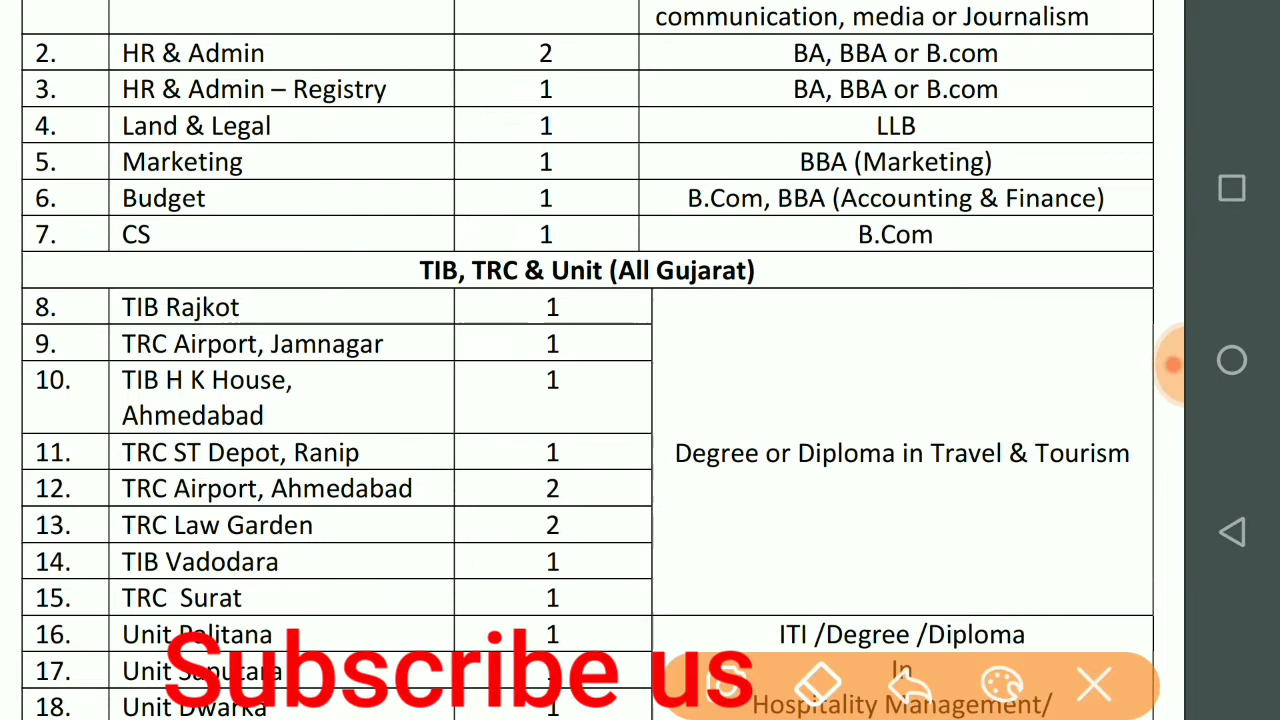 communication, media or Journalism
2. HR & Admin 2 BA, BBA or B.com
3. HR & Admin – Registry 1 BA, BBA or B.com
4. Land & Legal 1 LLB
5. Marketing 1 BBA (Marketing)
6. Budget 1 B.Com, BBA (Accounting & Finance)
7. CS 1 B.Com
TIB, TRC & Unit (All Gujarat)
8. TIB Rajkot 1
9. TRC Airport, Jamnagar 1
10. TIB H K House, 1
Ahmedabad
11. TRC ST Depot, Ranip 1 Degree or Diploma in Travel & Tourism
12. TRC Airport, Ahmedabad 2
13. TRC Law Garden 2
14. TIB Vadodara 1
15. TRC Surat 1
16. Unit Palitana 1 ITI /Degree /Diploma
17. Unit Saputara In
18. Unit Dwarka 1 Hospitality Management/
Subscribe us